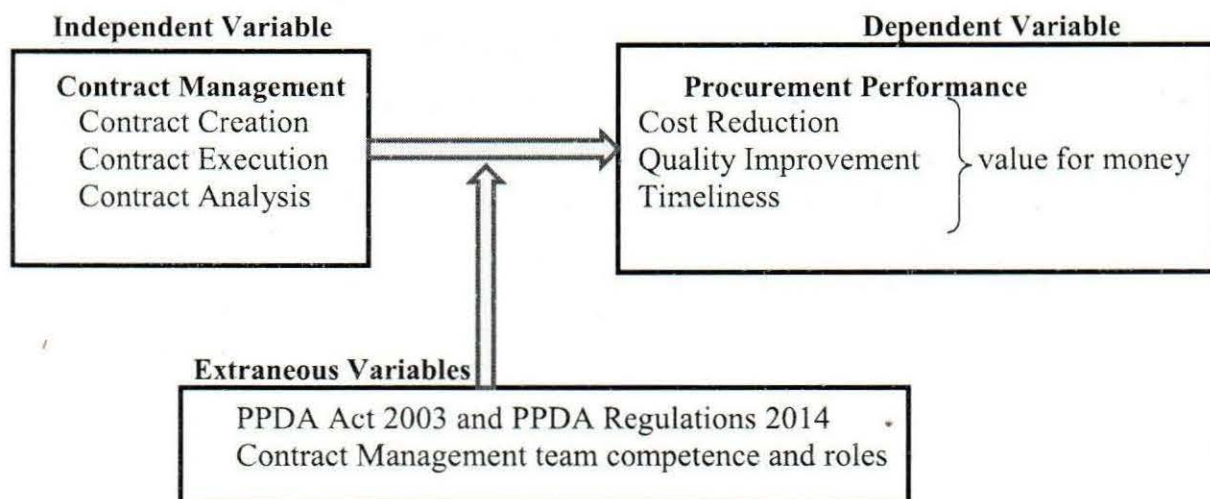 Independent Variable
Contract Management
Contract Creation
Contract Execution
Contract Analysis
Dependent Variable
Procurement Performance
Cost Reduction
Quality Improvement
Timeliness
value for money
Extraneous Variables
PPDA Act 2003 and PPDA Regulations 2014
Contract Management team competence and roles